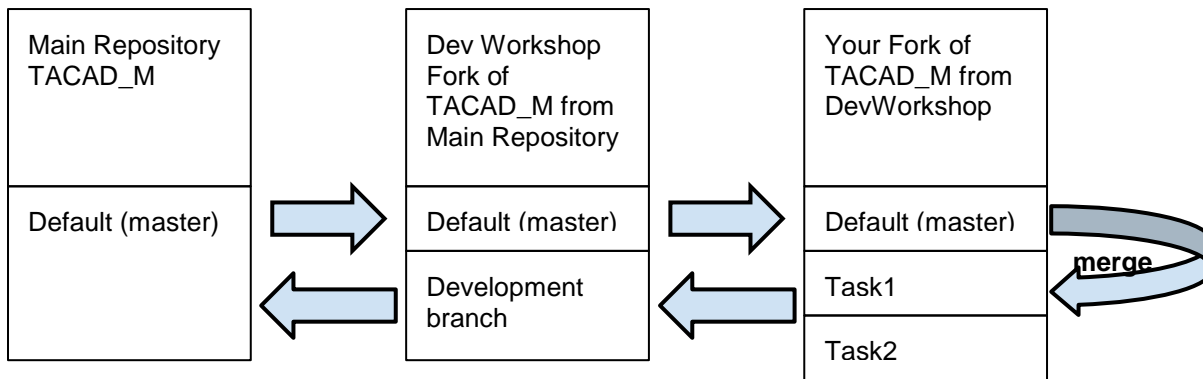 Main Repository
TACAD_M
Default (master)
Dev Workshop
Fork of
TACAD_M from
Main Repository
Default (master)
Development
branch
Your Fork of
TACAD_M from
DevWorkshop
Default (master)
Task1
Task2
merge